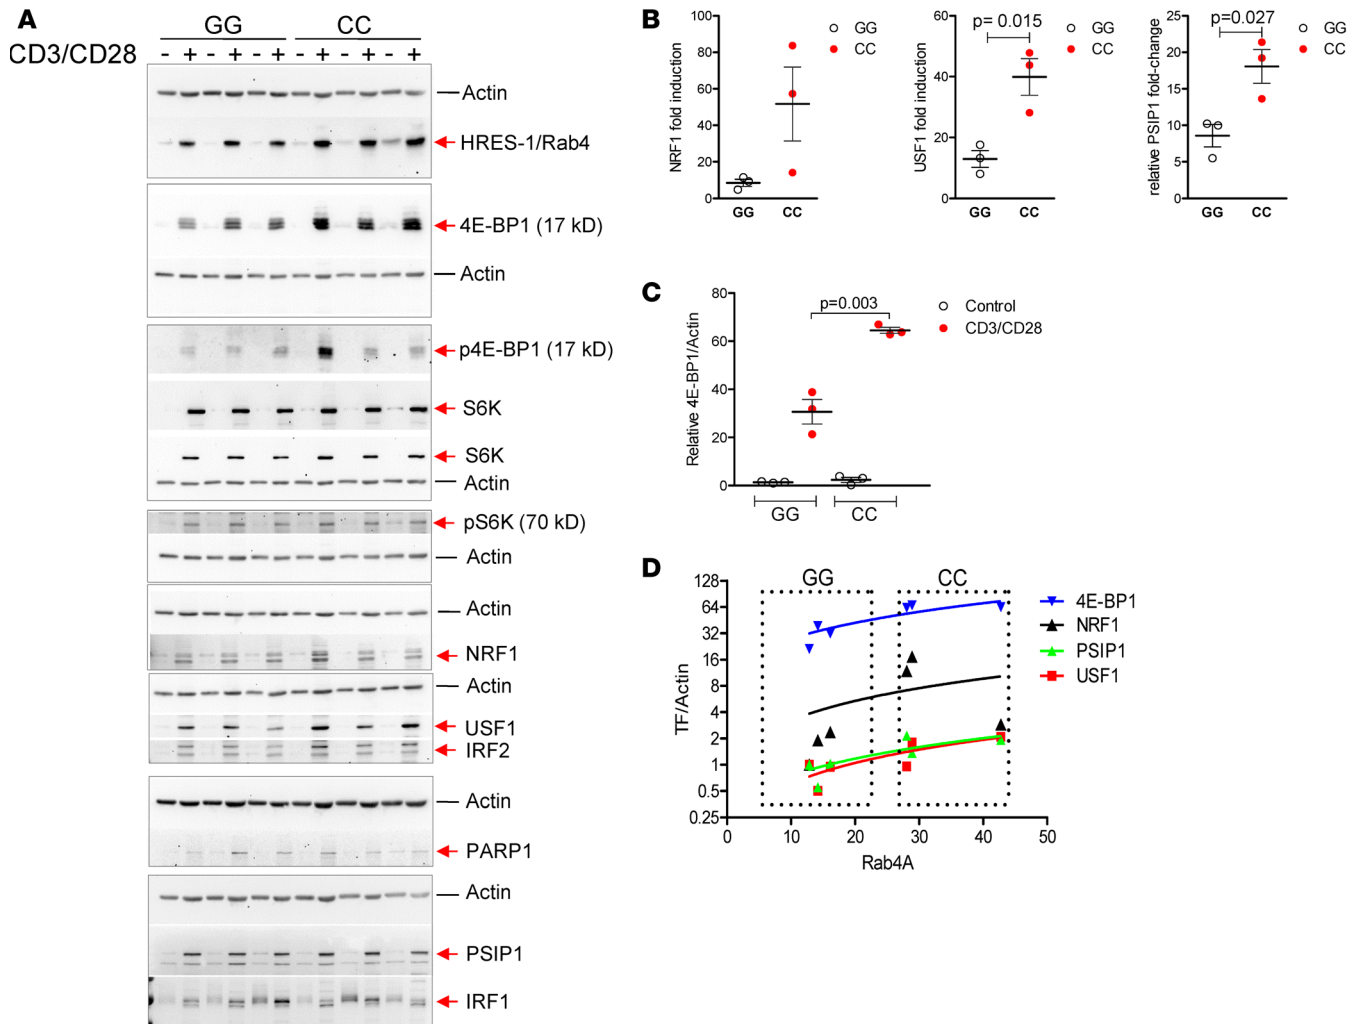 A
GG CC
CD3/CD28 - + - + - + - + - + - +
Actin
HRES-1/Rab4
4E-BP1 (17 kD)
Actin
p4E-BP1 (17 kD)
S6K
S6K
Actin
pS6K (70 kD)
Actin
Actin
NRF1
Actin
USF1
IRF2
Actin
PARP1
Actin
PSIP1
IRF1
B
NRF1 fold induction
100
80
60
40
20
0
GG CC
GG
CC
USF1 fold induction
60
40
20
0
p= 0.015
GG CC
GG
CC
relative PSIP1 fold-change
25
20
15
10
5
0
p=0.027
GG CC
GG
CC
C
Relative 4E-BP1/Actin
80
60
40
20
0
p=0.003
GG CC
Control
CD3/CD28
D
GG CC
TF/Actin
128
64
32
16
8
4
2
1
0.5
0.25
0 10 20 30 40 50
Rab4A
4E-BP1
NRF1
PSIP1
USF1